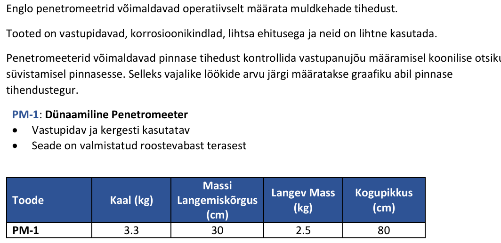 Englo penetromeetrid võimaldavad operatiivselt määrata muldkehade tihedust.
Tooted on vastupidavad, korrosioonikindlad, lihtsa ehitusega ja neid on lihtne kasutada.
Penetromeeterid võimaldavad pinnase tihedust kontrollida vastupanujõu määramisel koonilise otsiku
süvistamisel pinnasesse. Selleks vajalike löökide arvu järgi määratakse graafiku abil pinnase
tihendustegur.
PM-1: Dünaamiline Penetromeeter
• Vastupidav ja kergesti kasutatav
• Seade on valmistatud roostevabast terasest
Toode Kaal (kg) Massi Langemiskõrgus (cm) Langev Mass (kg) Kogupikkus (cm)
PM-1 3.3 30 2.5 80